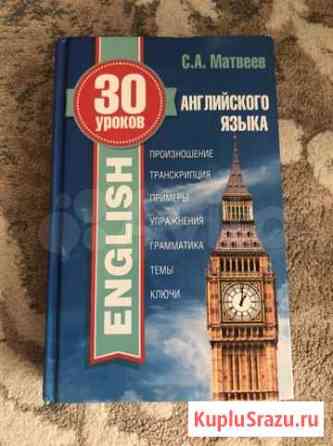 С.А. Матвеев
30
уроков
АНГЛИЙСКОГО
ЯЗЫКА
ENGLISH
ПРОИЗНОШЕНИЕ
ТРАНСКРИПЦИЯ
ПРИМЕРЫ
УПРАЖНЕНИЯ
ГРАММАТИКА
ТЕМЫ
КЛЮЧИ
KupluSrazu.ru